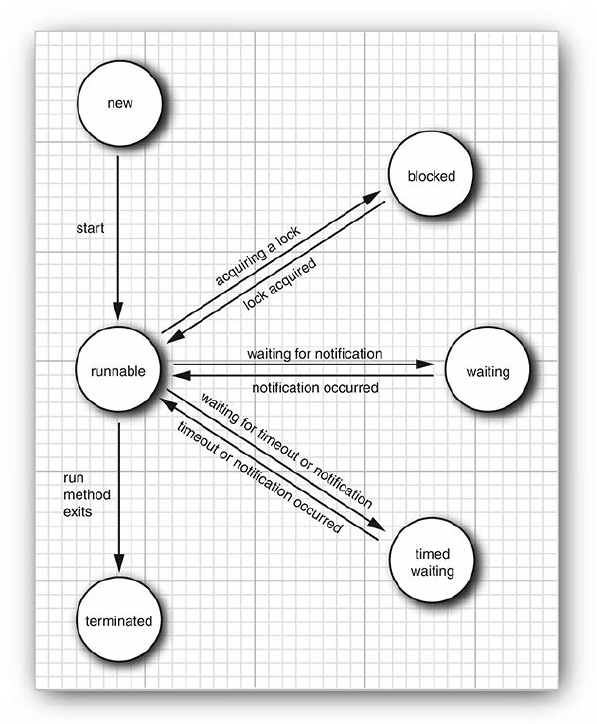 new
blocked
start
acquiring a lock
lock acquired
runnable
waiting for notification
notification occurred
waiting
waiting for timeout or notification
timeout or notification occurred
run
method
exits
timed
waiting
terminated